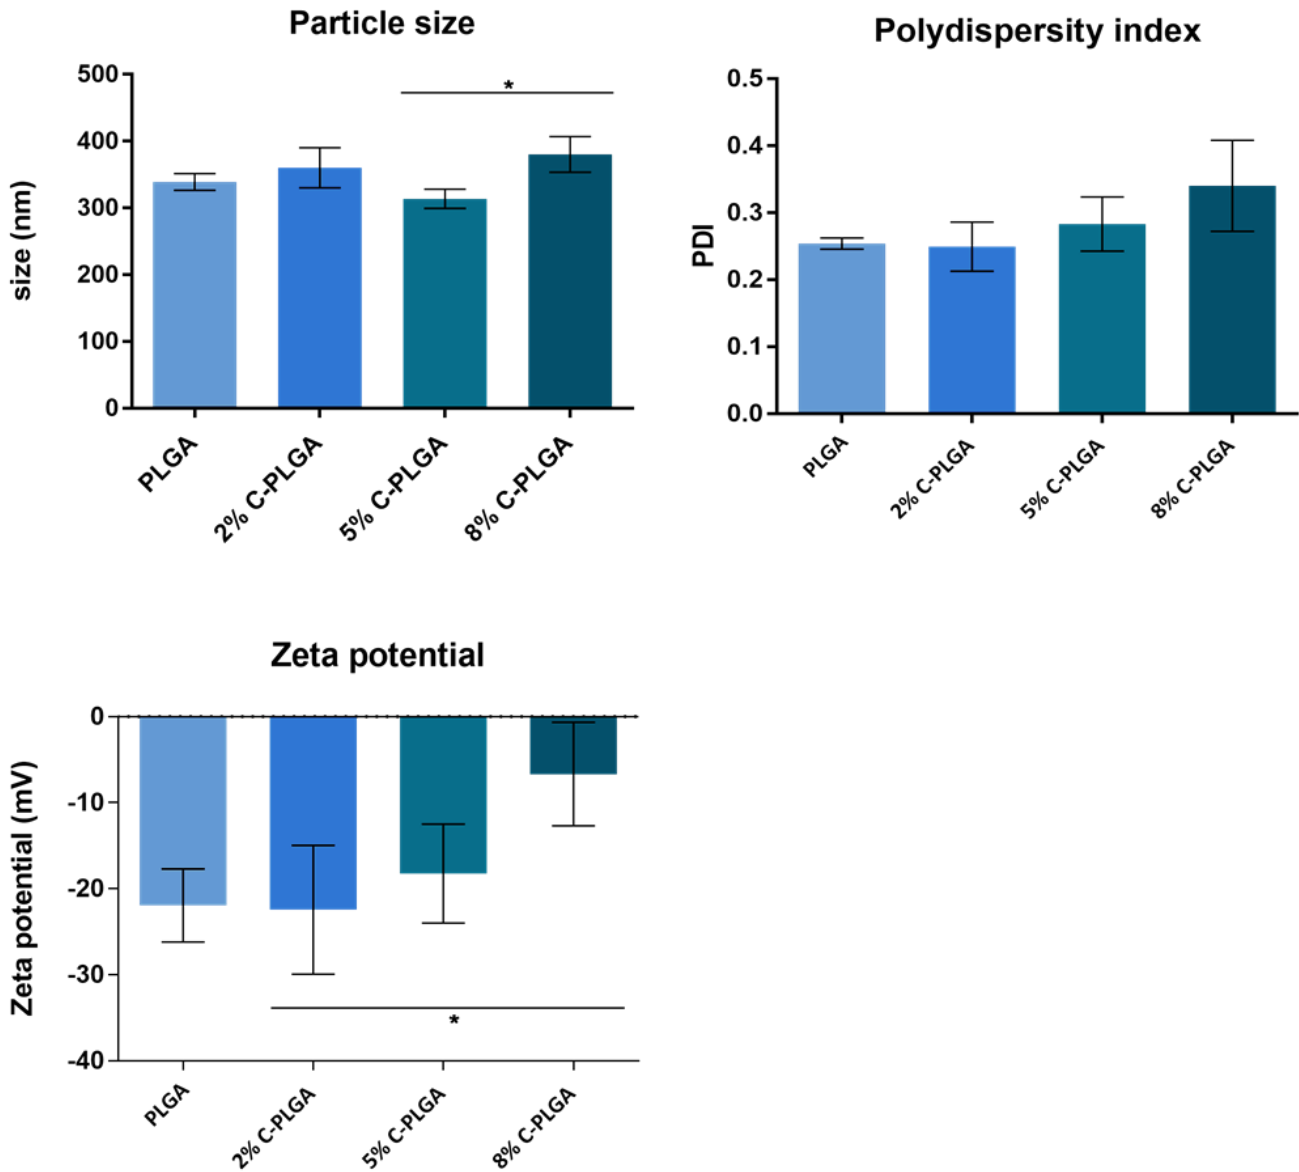 Particle size
size (nm)
500
400
300
200
100
0
*
PLGA
2% C-PLGA
5% C-PLGA
8% C-PLGA
Polydispersity index
PDI
0.5
0.4
0.3
0.2
0.1
0.0
PLGA
2% C-PLGA
5% C-PLGA
8% C-PLGA
Zeta potential
Zeta potential (mV)
0
-10
-20
-30
-40
*
PLGA
2% C-PLGA
5% C-PLGA
8% C-PLGA